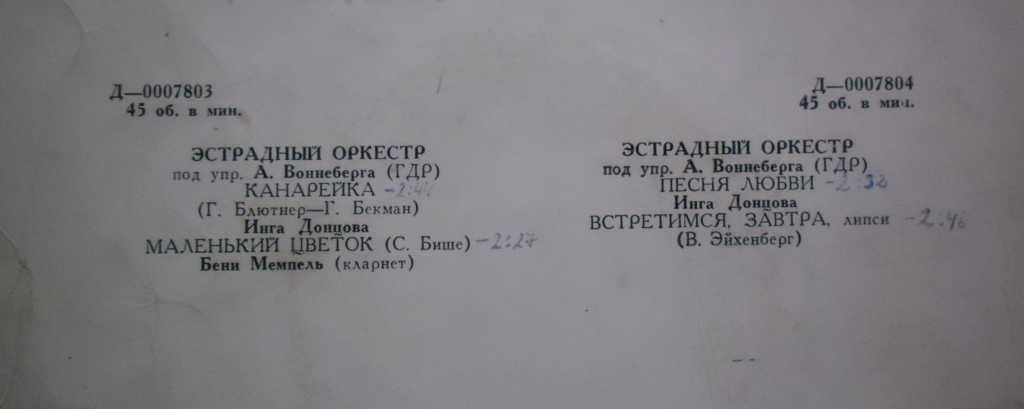 Д—0007803
45 об. в мин.
ЭСТРАДНЫЙ ОРКЕСТР
под упр. А. Воннеберга (ГДР)
КАНАРЕЙКА -2:44
(Г. Блютнер—Г. Бекман)
Инга Донцова
МАЛЕНЬКИЙ ЦВЕТОК (С. Бише) -2:27
Бени Мемпель (кларнет)
Д—0007804
45 об. в мин.
ЭСТРАДНЫЙ ОРКЕСТР
под упр. А. Воннеберга (ГДР)
ПЕСНЯ ЛЮБВИ -2:32
Инга Донцова
ВСТРЕТИМСЯ, ЗАВТРА, липси -2:46
(В. Эйхенберг)